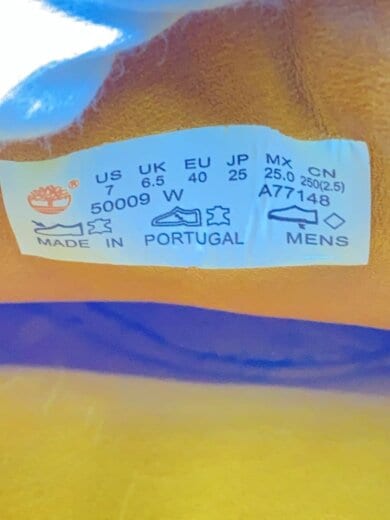 US UK EU JP MX CN
7 6.5 40 25 25.0 250(2.5)
50009 W A77148
MADE IN PORTUGAL MENS
®